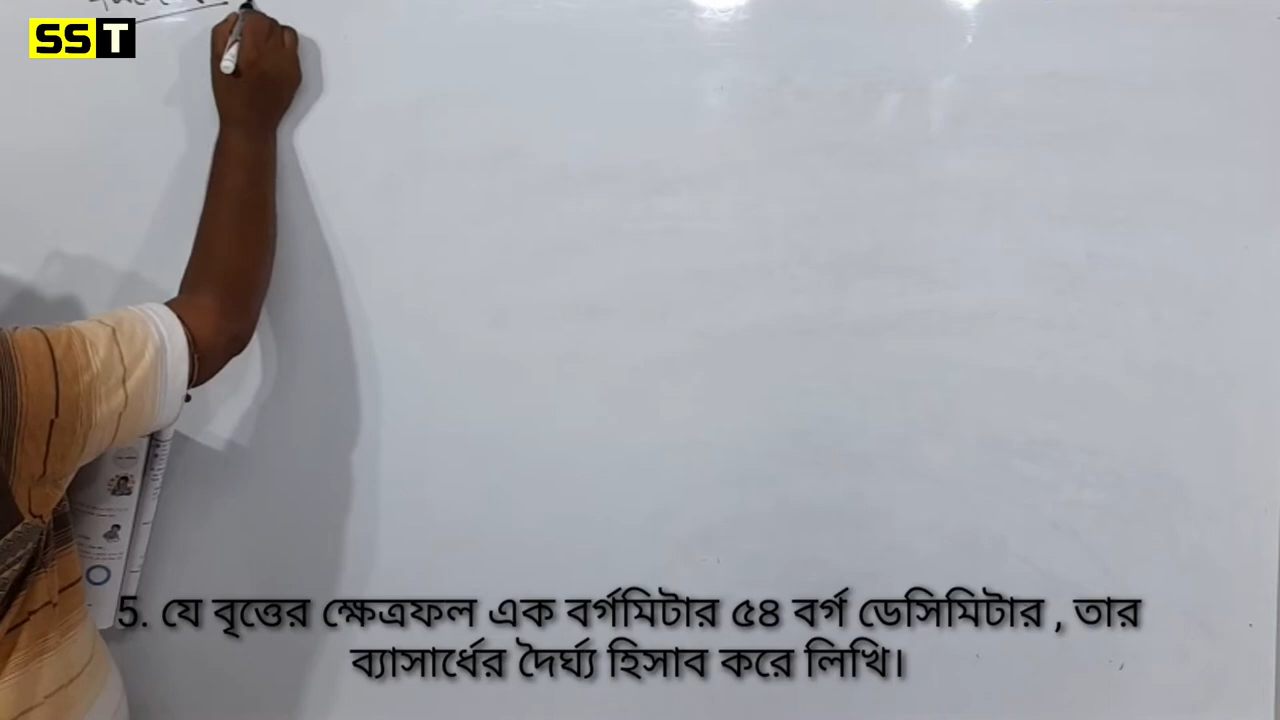 SST
5. যে বৃত্তের ক্ষেত্রফল এক বর্গমিটার ৫৪ বর্গ ডেসিমিটার , তার
ব্যাসার্ধের দৈর্ঘ্য হিসাব করে লিখি।